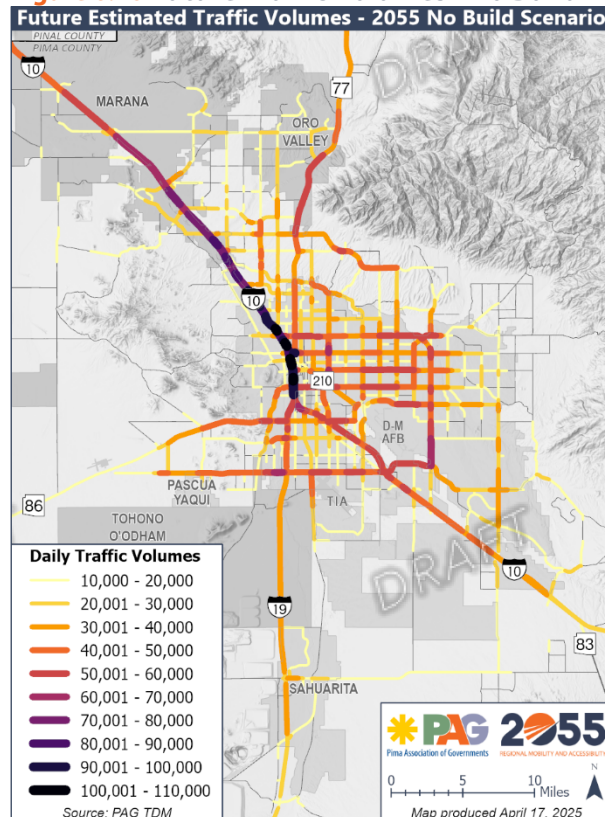 Future Estimated Traffic Volumes - 2055 No Build Scenario
PINAL COUNTY
PIMA COUNTY
10
77
DRAFT
MARANA
ORO
VALLEY
10
210
D-M
AFB
PASCUA
YAQUI
TIA
86
TOHONO
O'ODHAM
DRAFT
10
19
83
SAHUARITA
Daily Traffic Volumes
10,000 - 20,000
20,001 - 30,000
30,001 - 40,000
40,001 - 50,000
50,001 - 60,000
60,001 - 70,000
70,001 - 80,000
80,001 - 90,000
90,001 - 100,000
100,001 - 110,000
Source: PAG TDM
PAG
Pima Association of Governments
2055
REGIONAL MOBILITY AND ACCESSIBILITY
N
0 5 10
Miles
Map produced April 17, 2025